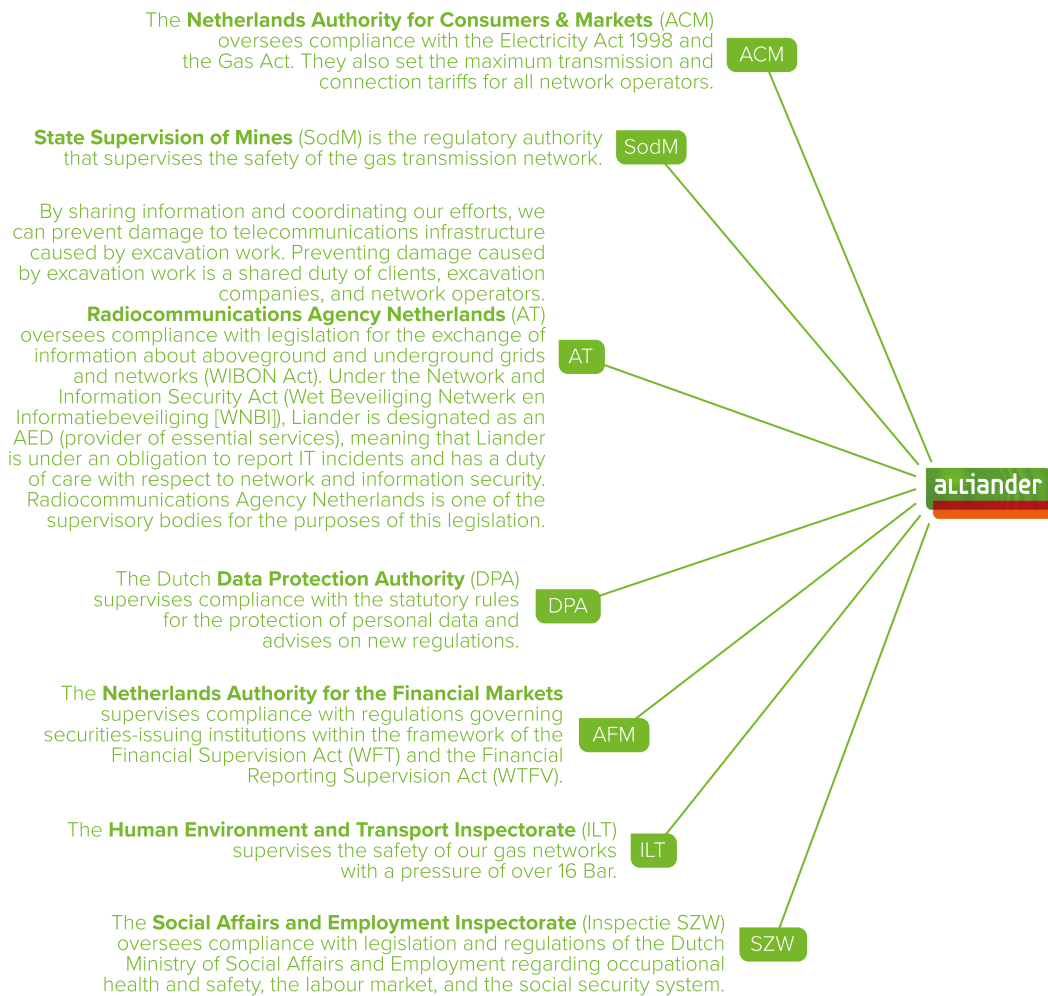 The Netherlands Authority for Consumers & Markets (ACM)
oversees compliance with the Electricity Act 1998 and
the Gas Act. They also set the maximum transmission and
connection tariffs for all network operators.
ACM
State Supervision of Mines (SodM) is the regulatory authority
that supervises the safety of the gas transmission network.
SodM
By sharing information and coordinating our efforts, we
can prevent damage to telecommunications infrastructure
caused by excavation work. Preventing damage caused
by excavation work is a shared duty of clients, excavation
companies, and network operators.
Radiocommunications Agency Netherlands (AT)
oversees compliance with legislation for the exchange of
information about aboveground and underground grids
and networks (WIBON Act). Under the Network and
Information Security Act (Wet Beveiliging Netwerk en
Informatiebeveiliging [WNBI]), Liander is designated as an
AED (provider of essential services), meaning that Liander
is under an obligation to report IT incidents and has a duty
of care with respect to network and information security.
Radiocommunications Agency Netherlands is one of the
supervisory bodies for the purposes of this legislation.
AT
alliander
The Dutch Data Protection Authority (DPA)
supervises compliance with the statutory rules
for the protection of personal data and
advises on new regulations.
DPA
The Netherlands Authority for the Financial Markets
supervises compliance with regulations governing
securities-issuing institutions within the framework of the
Financial Supervision Act (WFT) and the Financial
Reporting Supervision Act (WTFV).
AFM
The Human Environment and Transport Inspectorate (ILT)
supervises the safety of our gas networks
with a pressure of over 16 Bar.
ILT
The Social Affairs and Employment Inspectorate (Inspectie SZW)
oversees compliance with legislation and regulations of the Dutch
Ministry of Social Affairs and Employment regarding occupational
health and safety, the labour market, and the social security system.
SZW